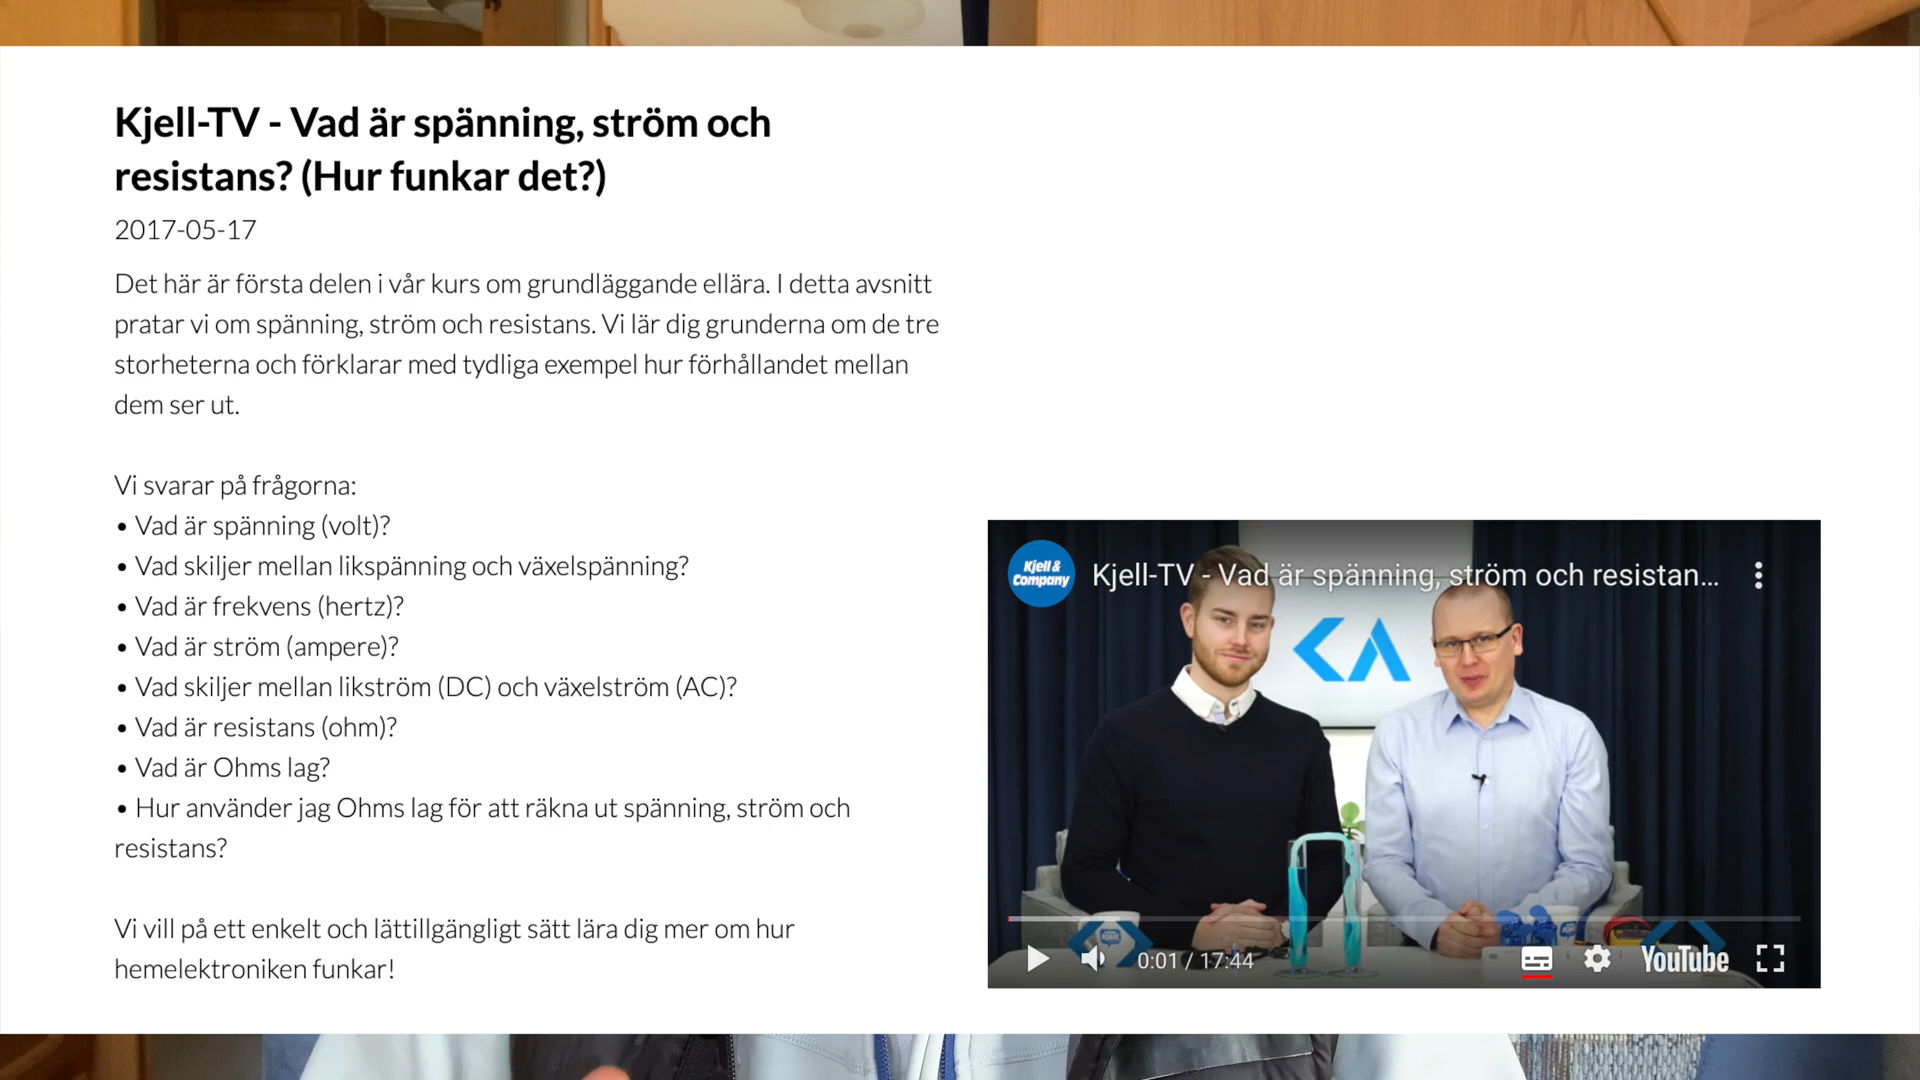 Kjell-TV - Vad är spänning, ström och
resistans? (Hur funkar det?)
2017-05-17
Det här är första delen i vår kurs om grundläggande ellära. I detta avsnitt
pratar vi om spänning, ström och resistans. Vi lär dig grunderna om de tre
storheterna och förklarar med tydliga exempel hur förhållandet mellan
dem ser ut.
Vi svarar på frågorna:
• Vad är spänning (volt)?
• Vad skiljer mellan likspänning och växelspänning?
• Vad är frekvens (hertz)?
• Vad är ström (ampere)?
• Vad skiljer mellan likström (DC) och växelström (AC)?
• Vad är resistans (ohm)?
• Vad är Ohms lag?
• Hur använder jag Ohms lag för att räkna ut spänning, ström och
resistans?
Vi vill på ett enkelt och lättillgängligt sätt lära dig mer om hur
hemelektroniken funkar!
Kjell &
Company
Kjell-TV - Vad är spänning, ström och resistan...
0:01 / 17:44
YouTube